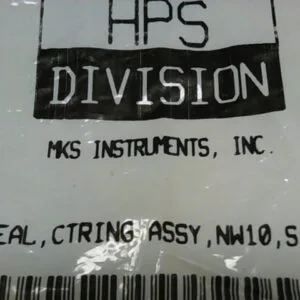 HPS
DIVISION
MKS INSTRUMENTS, INC.
EAL,CTRING ASSY,NW10,S